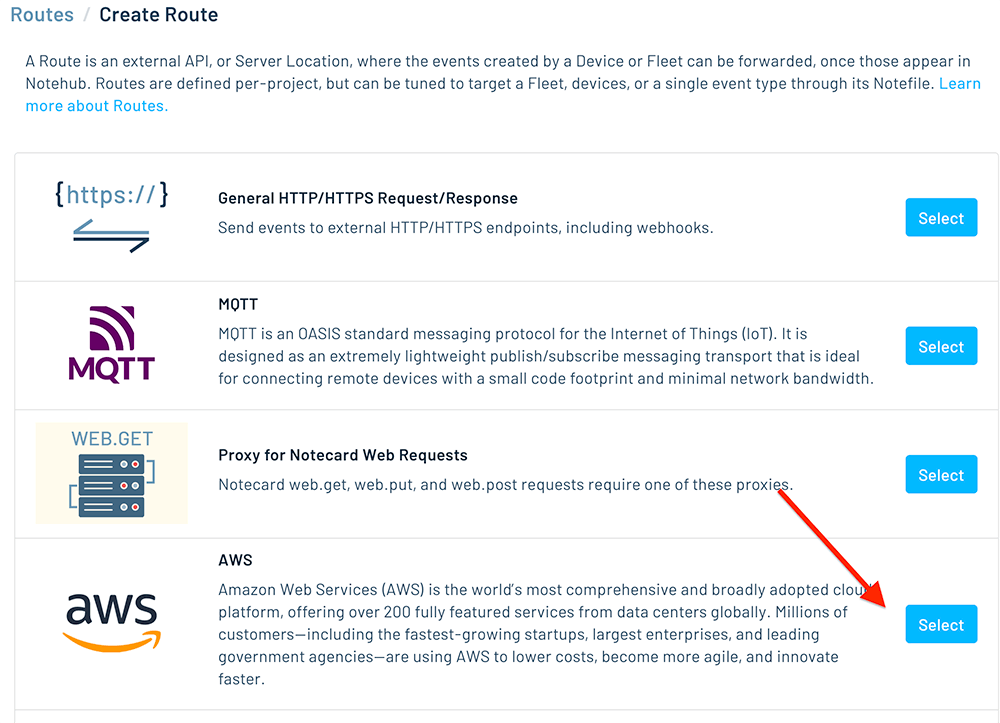 Routes / Create Route
A Route is an external API, or Server Location, where the events created by a Device or Fleet can be forwarded, once those appear in
Notehub. Routes are defined per-project, but can be tuned to target a Fleet, devices, or a single event type through its Notefile. Learn
more about Routes.
{https://}
General HTTP/HTTPS Request/Response
Send events to external HTTP/HTTPS endpoints, including webhooks.
Select
MQTT
MQTT
MQTT is an OASIS standard messaging protocol for the Internet of Things (IoT). It is
designed as an extremely lightweight publish/subscribe messaging transport that is ideal
for connecting remote devices with a small code footprint and minimal network bandwidth.
Select
WEB.GET
Proxy for Notecard Web Requests
Notecard web.get, web.put, and web.post requests require one of these proxies.
Select
aws
AWS
Amazon Web Services (AWS) is the world's most comprehensive and broadly adopted cloud
platform, offering over 200 fully featured services from data centers globally. Millions of
customers—including the fastest-growing startups, largest enterprises, and leading
government agencies—are using AWS to lower costs, become more agile, and innovate
faster.
Select